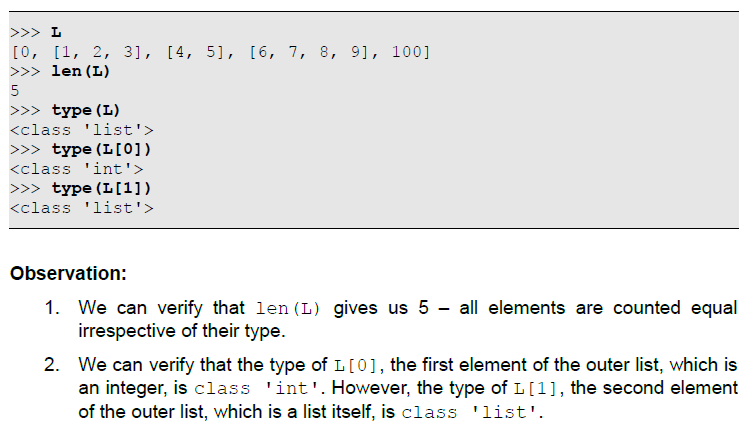 >>> L
[0, [1, 2, 3], [4, 5], [6, 7, 8, 9], 100]
>>> len(L)
5
>>> type(L)
<class 'list'>
>>> type(L[0])
<class 'int'>
>>> type(L[1])
<class 'list'>
Observation:
1. We can verify that len(L) gives us 5 – all elements are counted equal
irrespective of their type.
2. We can verify that the type of L[0], the first element of the outer list, which is
an integer, is class 'int'. However, the type of L[1], the second element
of the outer list, which is a list itself, is class 'list'.